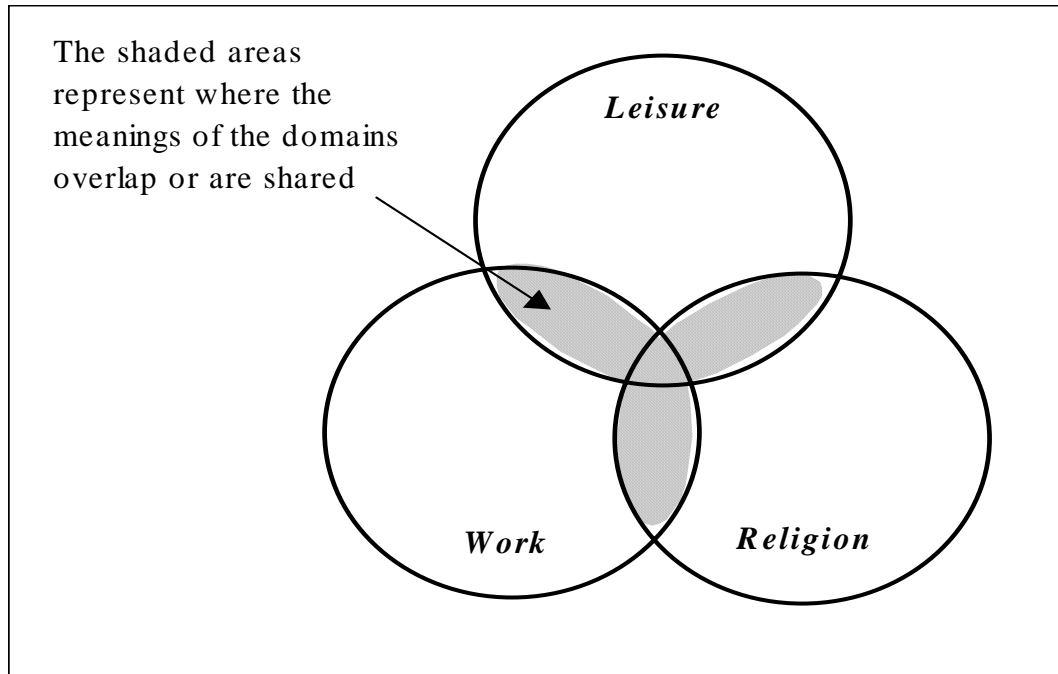 The shaded areas
represent where the
meanings of the domains
overlap or are shared
Leisure
Work
Religion